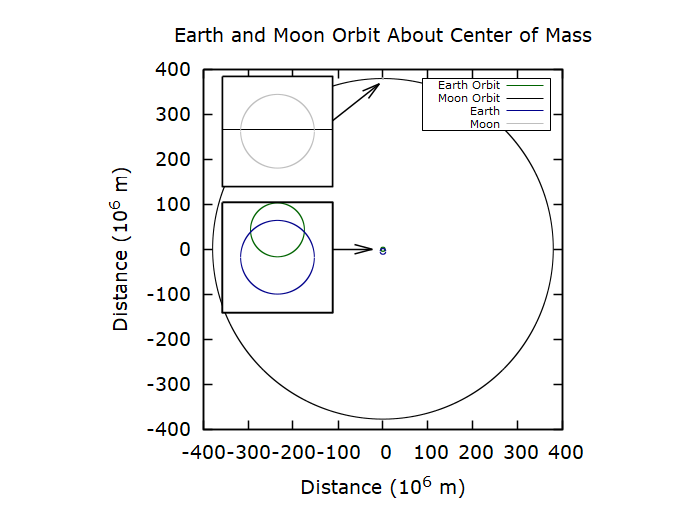 Earth and Moon Orbit About Center of Mass
400
300
200
100
0
-100
-200
-300
-400
Distance (10⁶ m)
Earth Orbit
Moon Orbit
Earth
Moon
-400 -300 -200 -100 0 100 200 300 400
Distance (10⁶ m)